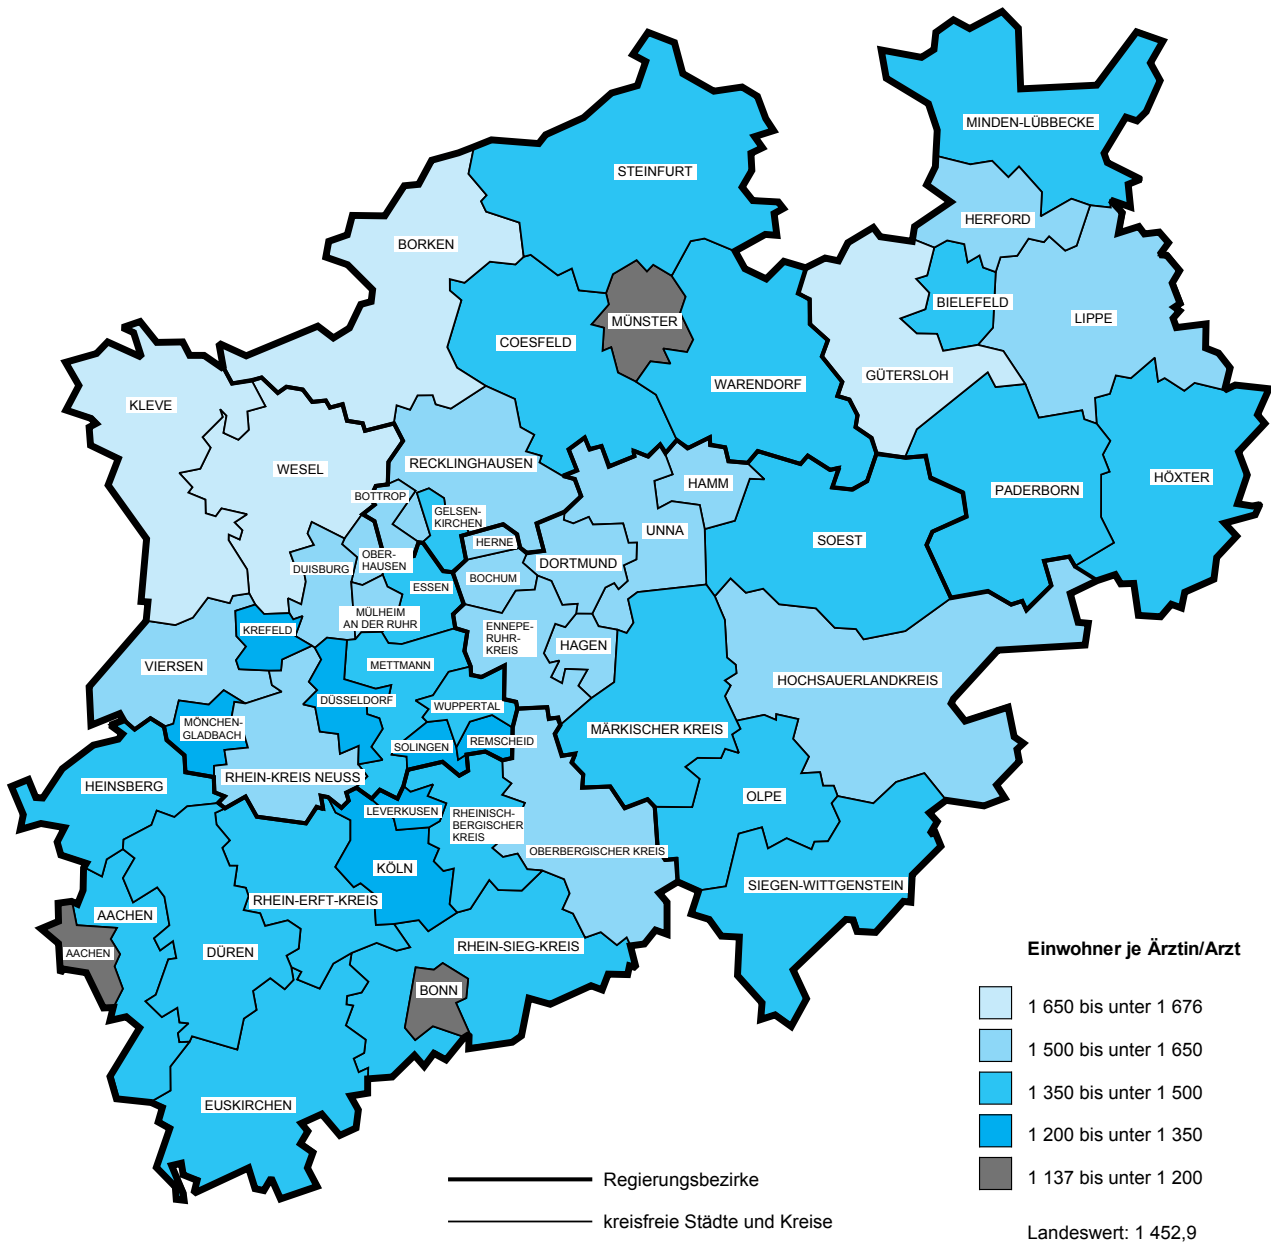 MINDEN-LÜBBECKE
STEINFURT
HERFORD
BORKEN
BIELEFELD
LIPPE
MÜNSTER
COESFELD
GÜTERSLOH
WARENDORF
KLEVE
RECKLINGHAUSEN
WESEL
HAMM
PADERBORN
HÖXTER
BOTTROP
GELSEN-
KIRCHEN
UNNA
SOEST
HERNE
OBER-
HAUSEN
DUISBURG
DORTMUND
BOCHUM
ESSEN
MÜLHEIM
AN DER RUHR
KREFELD
ENNEPE-
RUHR-
KREIS
HAGEN
VIERSEN
METTMANN
HOCHSAUERLANDKREIS
DÜSSELDORF
WUPPERTAL
MÖNCHEN-
GLADBACH
MÄRKISCHER KREIS
SOLINGEN
REMSCHEID
RHEIN-KREIS NEUSS
HEINSBERG
OLPE
LEVERKUSEN
RHEINISCH-
BERGISCHER
KREIS
OBERBERGISCHER KREIS
KÖLN
SIEGEN-WITTGENSTEIN
RHEIN-ERFT-KREIS
AACHEN
RHEIN-SIEG-KREIS
AACHEN
DÜREN
BONN
EUSKIRCHEN
Einwohner je Ärztin/Arzt
1 650 bis unter 1 676
1 500 bis unter 1 650
1 350 bis unter 1 500
1 200 bis unter 1 350
1 137 bis unter 1 200
Regierungsbezirke
kreisfreie Städte und Kreise
Landeswert: 1 452,9